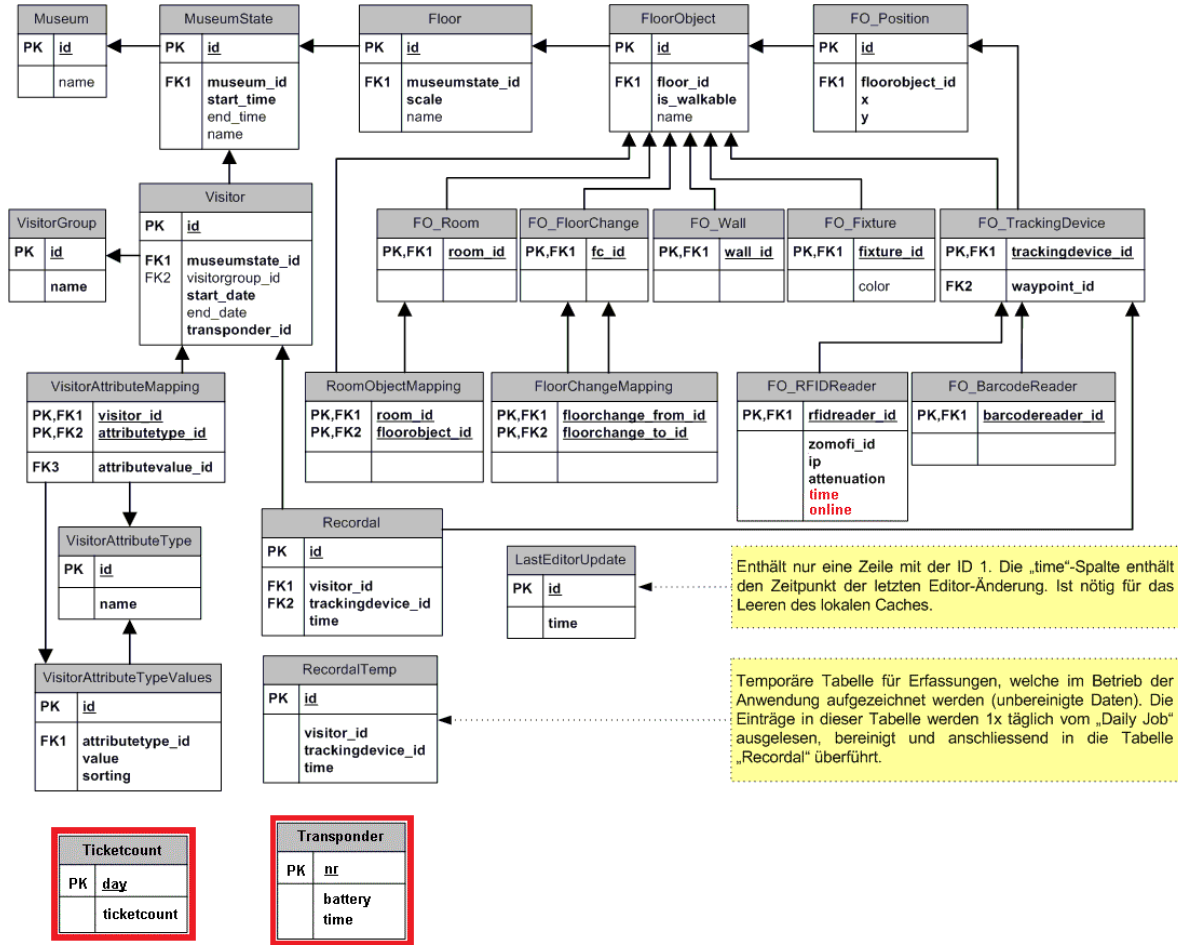 Museum
PK id
name
MuseumState
PK id
FK1 museum_id
start_time
end_time
name
Floor
PK id
FK1 museumstate_id
scale
name
FloorObject
PK id
FK1 floor_id
is_walkable
name
FO_Position
PK id
FK1 floorobject_id
x
y
VisitorGroup
PK id
name
Visitor
PK id
FK1 museumstate_id
FK2 visitorgroup_id
start_date
end_date
transponder_id
FO_Room
PK,FK1 room_id
FO_FloorChange
PK,FK1 fc_id
FO_Wall
PK,FK1 wall_id
FO_Fixture
PK,FK1 fixture_id
color
FO_TrackingDevice
PK,FK1 trackingdevice_id
FK2 waypoint_id
VisitorAttributeMapping
PK,FK1 visitor_id
PK,FK2 attributetype_id
FK3 attributevalue_id
RoomObjectMapping
PK,FK1 room_id
PK,FK2 floorobject_id
FloorChangeMapping
PK,FK1 floorchange_from_id
PK,FK2 floorchange_to_id
FO_RFIDReader
PK,FK1 rfidreader_id
zomofi_id
ip
attenuation
time
online
FO_BarcodeReader
PK,FK1 barcodereader_id
VisitorAttributeType
PK id
name
Recordal
PK id
FK1 visitor_id
FK2 trackingdevice_id
time
LastEditorUpdate
PK id
time
Enthält nur eine Zeile mit der ID 1. Die „time“-Spalte enthält
den Zeitpunkt der letzten Editor-Änderung. Ist nötig für das
Leeren des lokalen Caches.
VisitorAttributeTypeValues
PK id
FK1 attributetype_id
value
sorting
RecordalTemp
PK id
visitor_id
trackingdevice_id
time
Temporäre Tabelle für Erfassungen, welche im Betrieb der
Anwendung aufgezeichnet werden (unbereinigte Daten). Die
Einträge in dieser Tabelle werden 1x täglich vom „Daily Job“
ausgelesen, bereinigt und anschliessend in die Tabelle
„Recordal“ überführt.
Ticketcount
PK day
ticketcount
Transponder
PK nr
battery
time